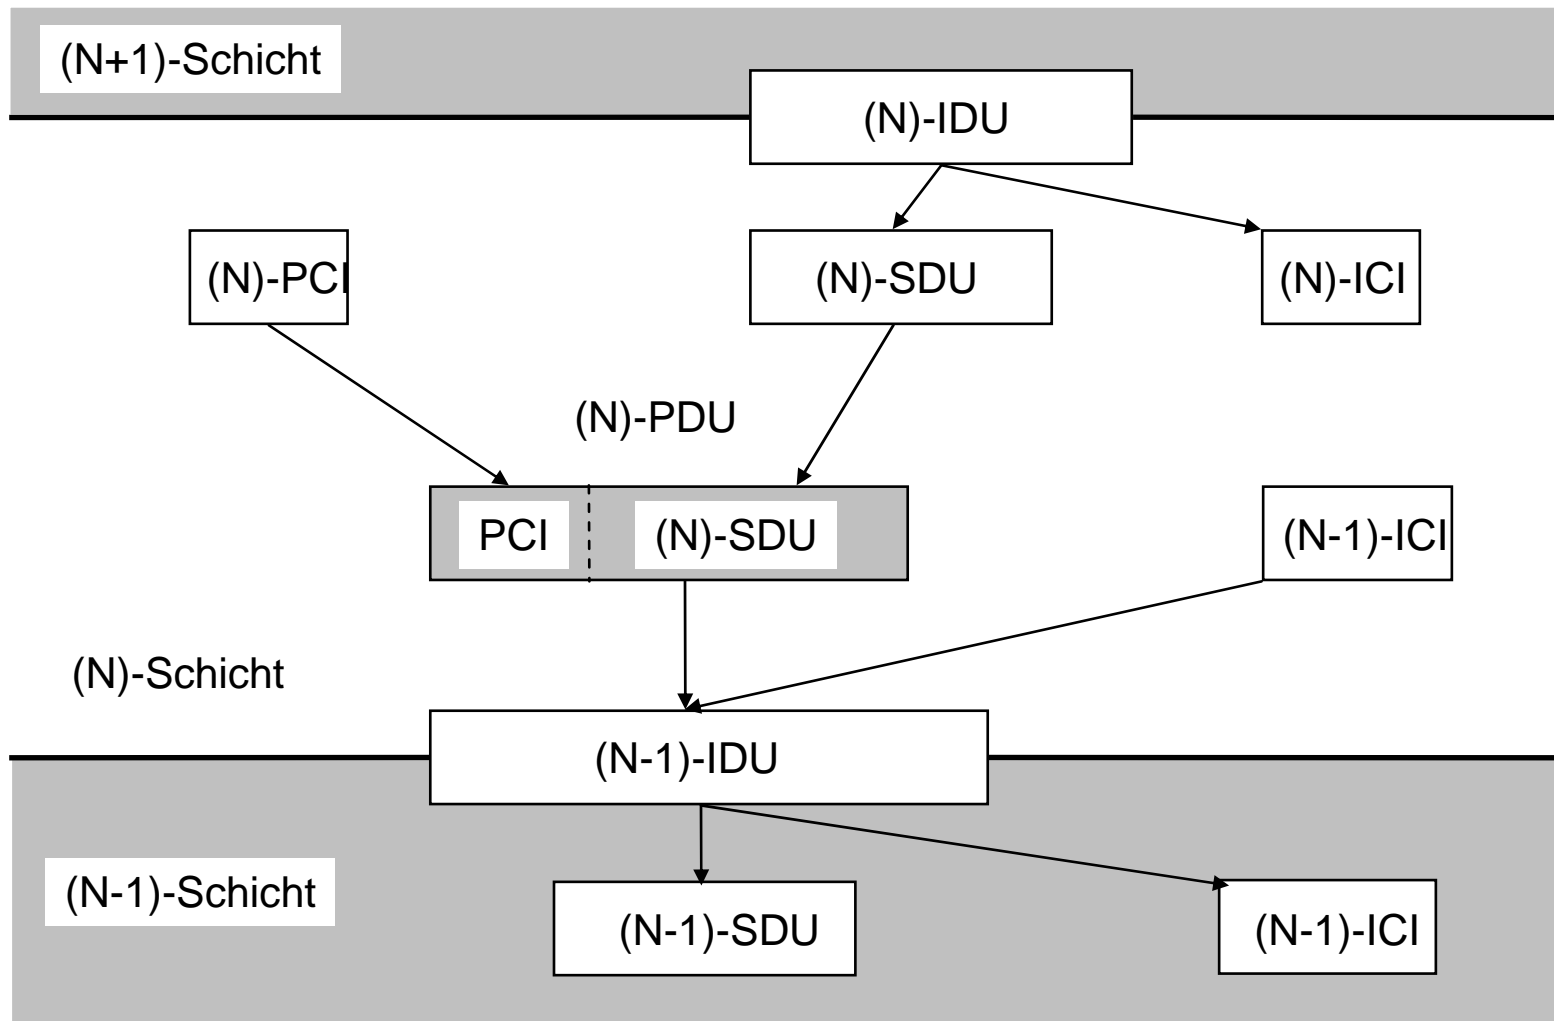 (N+1)-Schicht
(N)-IDU
(N)-PCI
(N)-SDU
(N)-ICI
(N)-PDU
PCI
(N)-SDU
(N-1)-ICI
(N)-Schicht
(N-1)-IDU
(N-1)-Schicht
(N-1)-SDU
(N-1)-ICI